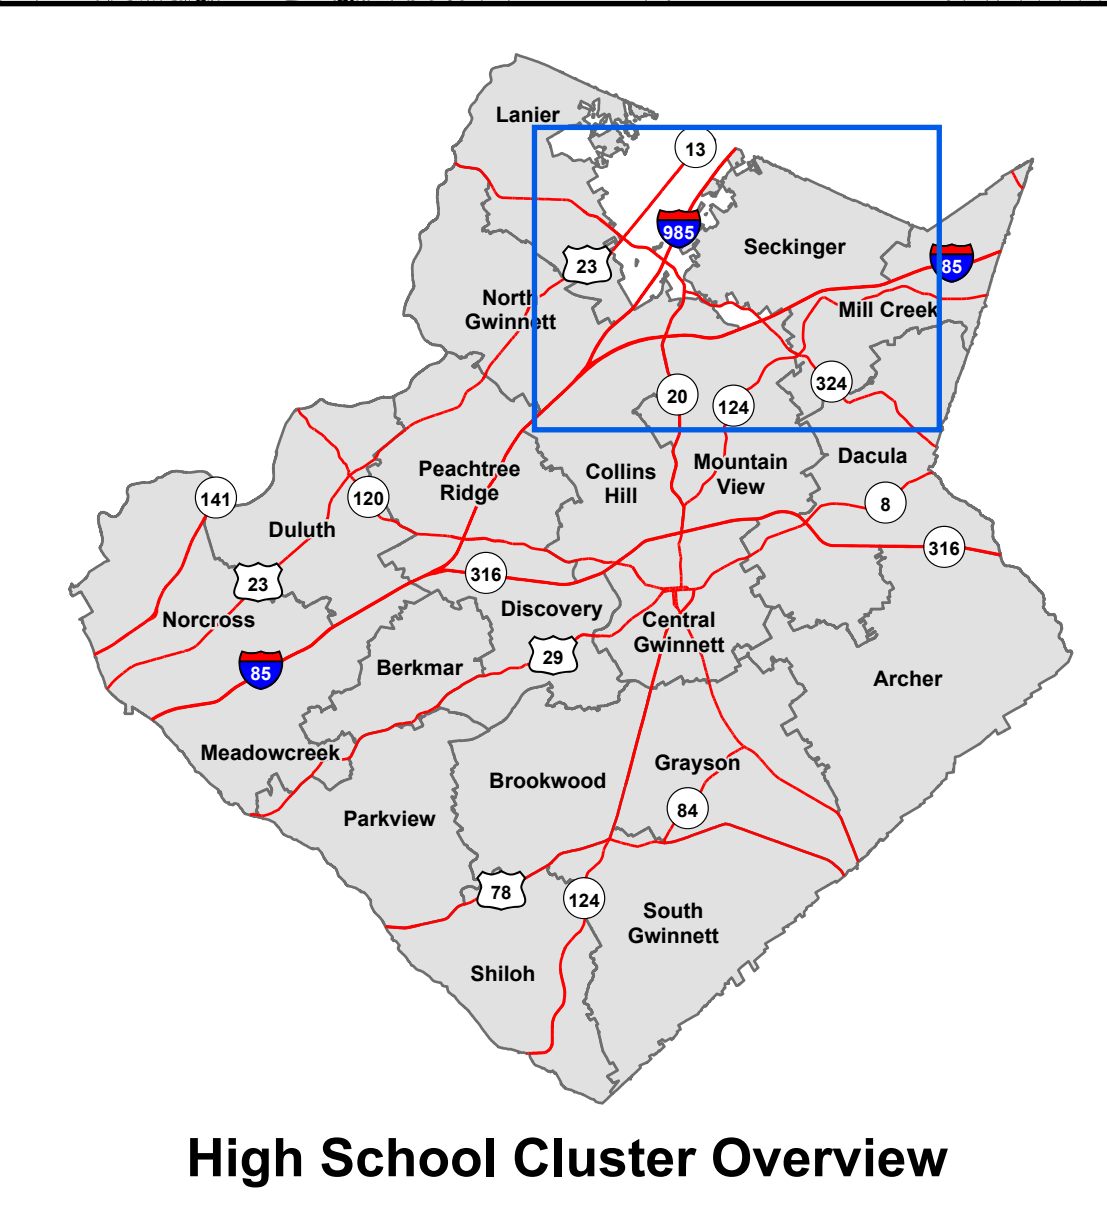 Lanier
13
985
Seckinger
85
23
North
Gwinnett
Mill Creek
324
20
124
Peachtree
Ridge
Collins
Hill
Mountain
View
Dacula
141
120
8
Duluth
316
316
23
Discovery
Norcross
Central
Gwinnett
29
85
Berkmar
Archer
Meadowcreek
Grayson
Brookwood
84
Parkview
78
124
South
Gwinnett
Shiloh
High School Cluster Overview